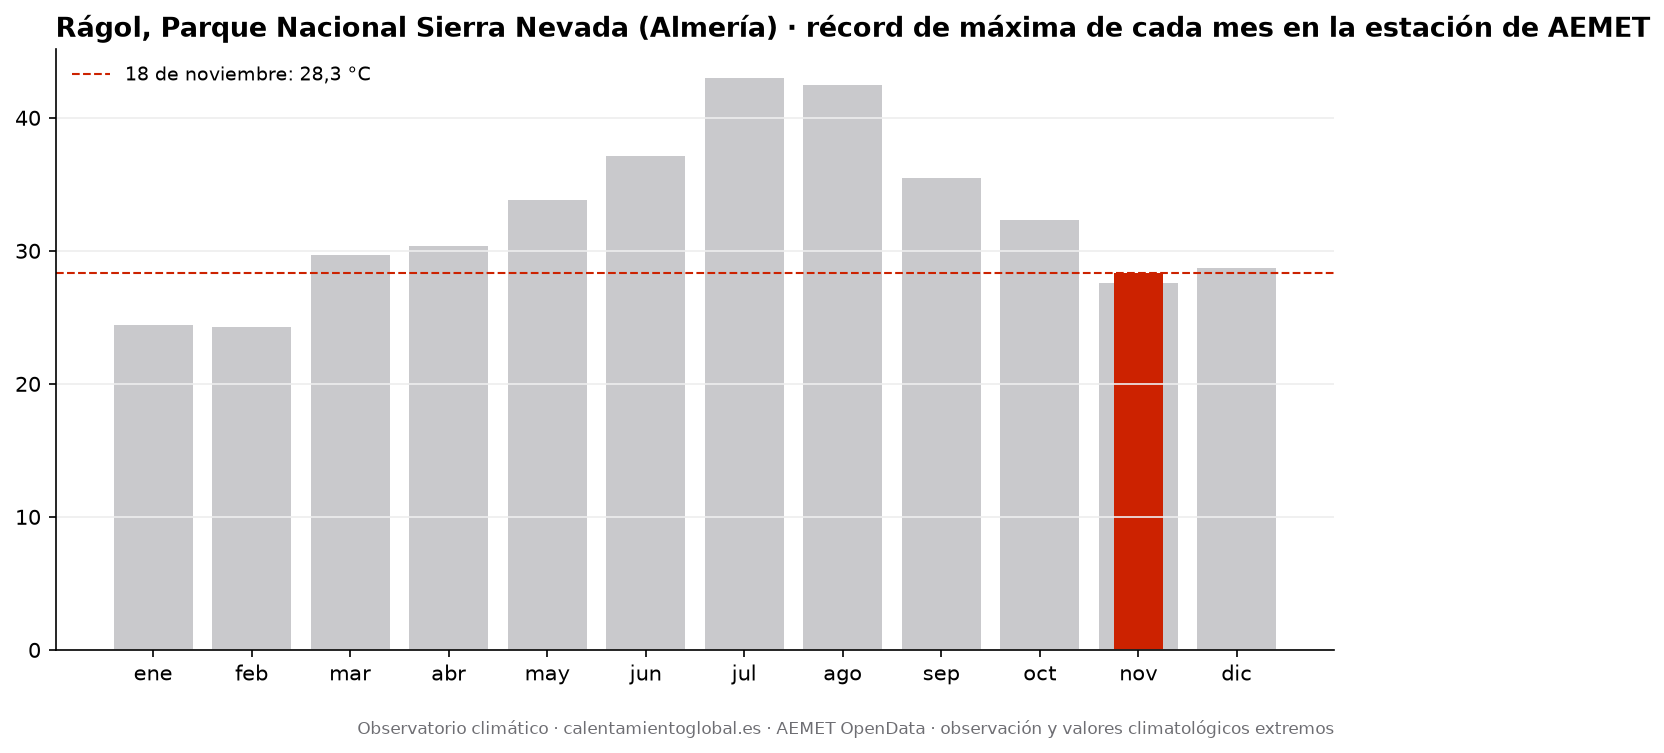 Rágol, Parque Nacional Sierra Nevada (Almería) · récord de máxima de cada mes en la estación de AEMET
18 de noviembre: 28,3 °C
40
30
20
10
0
ene feb mar abr may jun jul ago sep oct nov dic
Observatorio climático · calentamientoglobal.es · AEMET OpenData · observación y valores climatológicos extremos